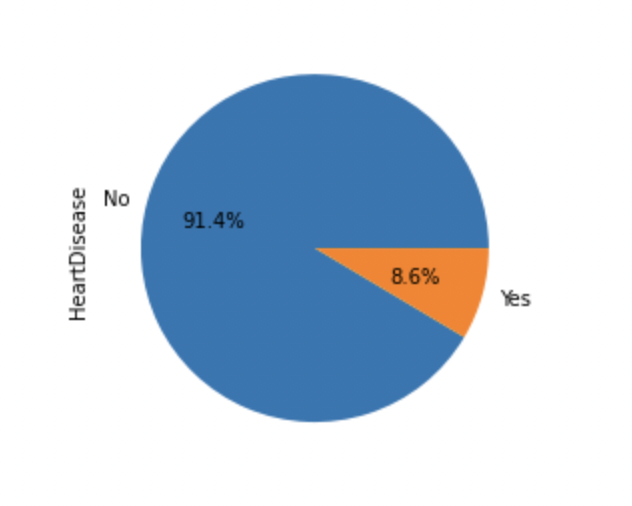 No
91.4%
HeartDisease
8.6%
Yes